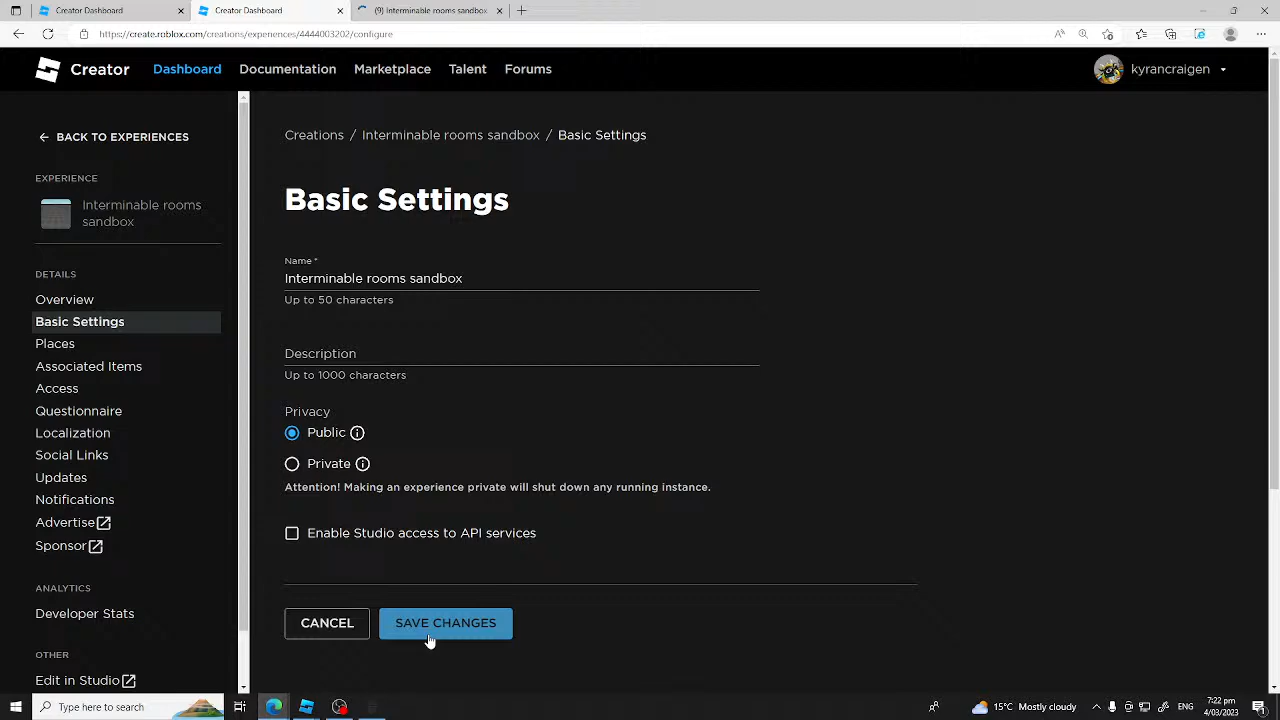 Creator Dashboard
Creator Dashboard
(9) Interminable rooms sandbox
https://create.roblox.com/creations/experiences/4444003202/configure
Creator
Dashboard
Documentation
Marketplace
Talent
Forums
kyrancraigen
BACK TO EXPERIENCES
EXPERIENCE
Interminable rooms
sandbox
DETAILS
Overview
Basic Settings
Places
Associated Items
Access
Questionnaire
Localization
Social Links
Updates
Notifications
Advertise
Sponsor
ANALYTICS
Developer Stats
OTHER
Edit in Studio
Creations / Interminable rooms sandbox / Basic Settings
Basic Settings
Name *
Interminable rooms sandbox
Up to 50 characters
Description
Up to 1000 characters
Privacy
Public
Private
Attention! Making an experience private will shut down any running instance.
Enable Studio access to API services
CANCEL
SAVE CHANGES
Type here to search
15°C Mostly cloudy
7:22 pm
4/03/2023